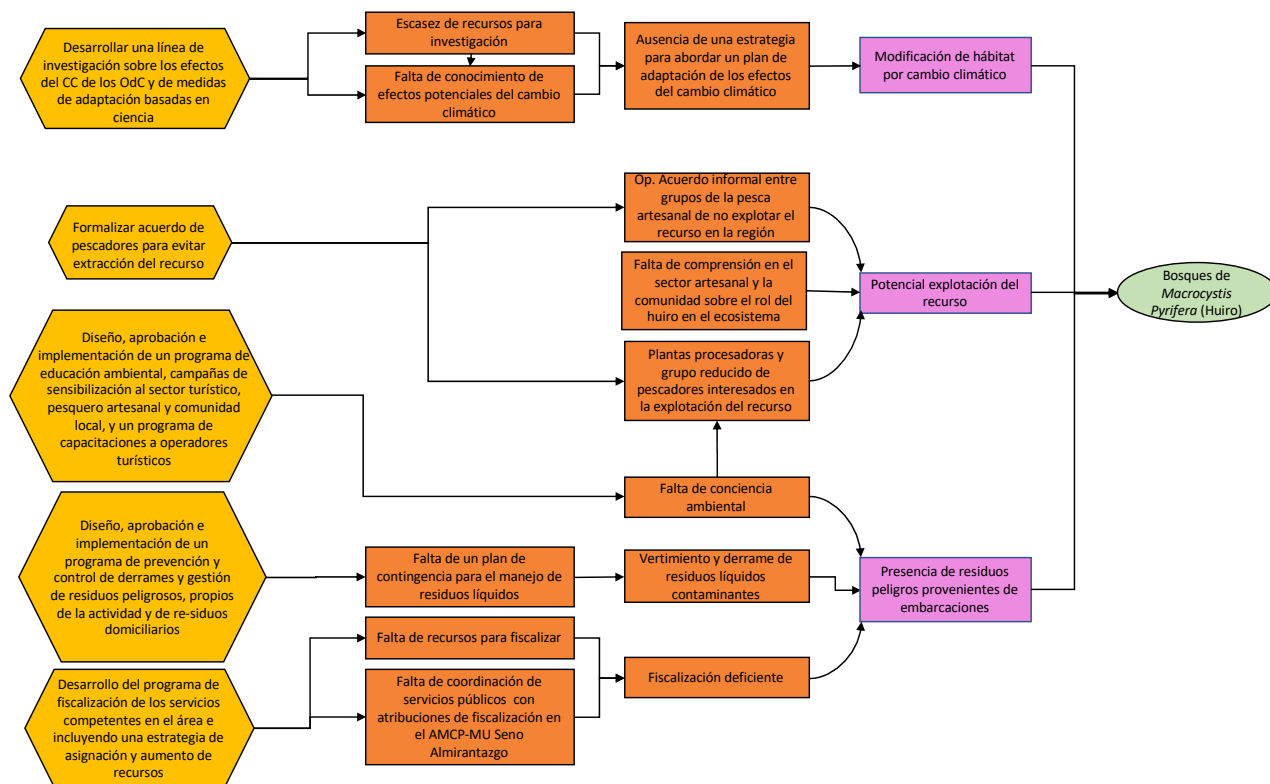 Desarrollar una línea de
investigación sobre los efectos
del CC de los OdC y de medidas
de adaptación basadas en
ciencia
Escasez de recursos para
investigación
Falta de conocimiento de
efectos potenciales del cambio
climático
Ausencia de una estrategia
para abordar un plan de
adaptación de los efectos
del cambio climático
Modificación de hábitat
por cambio climático
Formalizar acuerdo de
pescadores para evitar
extracción del recurso
Op. Acuerdo informal entre
grupos de la pesca
artesanal de no explotar el
recurso en la región
Falta de comprensión en el
sector artesanal y la
comunidad sobre el rol del
huiro en el ecosistema
Plantas procesadoras y
grupo reducido de
pescadores interesados en
la explotación del recurso
Potencial explotación del
recurso
Bosques de
Macrocystis
Pyrifera (Huiro)
Diseño, aprobación e
implementación de un programa de
educación ambiental, campañas de
sensibilización al sector turístico,
pesquero artesanal y comunidad
local, y un programa de
capacitaciones a operadores
turísticos
Falta de conciencia
ambiental
Diseño, aprobación e
implementación de un
programa de prevención y
control de derrames y gestión
de residuos peligrosos, propios
de la actividad y de re-siduos
domiciliarios
Falta de un plan de
contingencia para el manejo de
residuos líquidos
Vertimiento y derrame de
residuos líquidos
contaminantes
Presencia de residuos
peligros provenientes de
embarcaciones
Desarrollo del programa de
fiscalización de los servicios
competentes en el área e
incluyendo una estrategia de
asignación y aumento de
recursos
Falta de recursos para fiscalizar
Falta de coordinación de
servicios públicos con
atribuciones de fiscalización en
el AMCP-MU Seno
Almirantazgo
Fiscalización deficiente